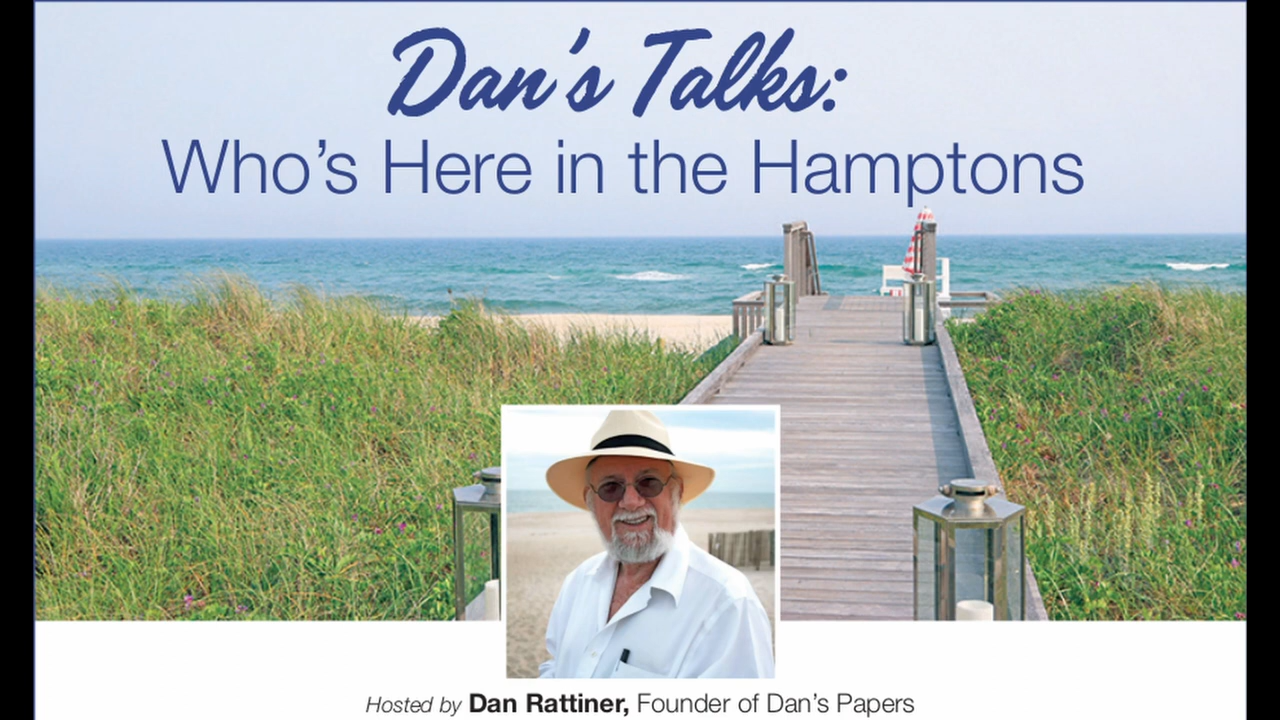 Dan's Talks:
Who's Here in the Hamptons
Hosted by Dan Rattiner, Founder of Dan's Papers